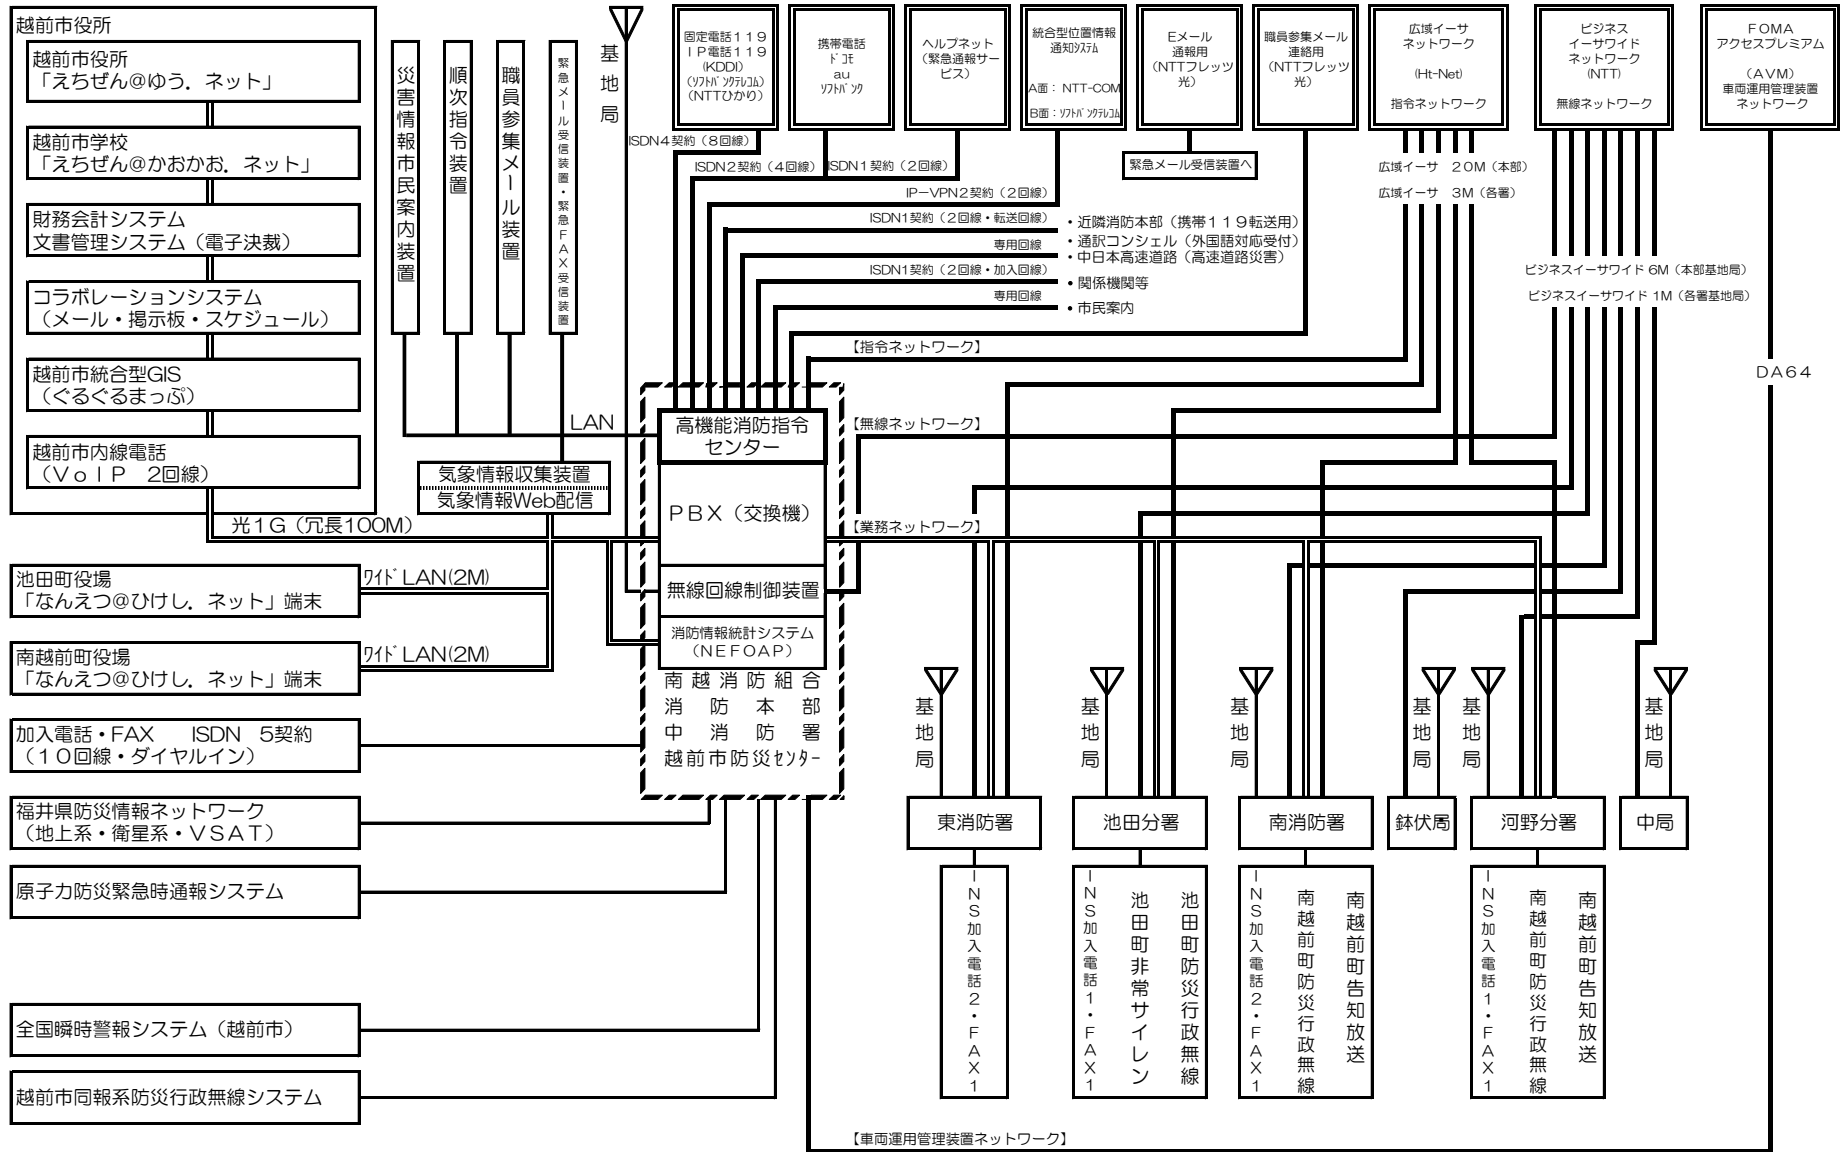 越前市役所
越前市役所
「えちぜん@ゆう．ネット」
越前市学校
「えちぜん@かおかお．ネット」
財務会計システム
文書管理システム（電子決裁）
コラボレーションシステム
（メール・掲示板・スケジュール）
越前市統合型GIS
（ぐるぐるまっぷ）
越前市内線電話
（ＶｏＩＰ　2回線）
災害情報市民案内装置
順次指令装置
職員参集メール装置
緊急メール受信装置・緊急ＦＡＸ受信装置
基地局
固定電話１１９
ＩＰ電話１１９
(KDDI)
(ｿﾌﾄﾊﾞﾝｸﾃﾚｺﾑ)
（NTTひかり）
携帯電話
ﾄﾞｺﾓ
au
ｿﾌﾄﾊﾞﾝｸ
ヘルプネット
（緊急通報サー
ビス）
統合型位置情報
通知ｼｽﾃﾑ
A面：NTT-COM
B面：ｿﾌﾄﾊﾞﾝｸﾃﾚｺﾑ
Eメール
通報用
（NTTフレッツ
光）
職員参集メール
連絡用
（NTTフレッツ
光）
広域イーサ
ネットワーク
(Ht-Net)
指令ネットワーク
ビジネス
イーサワイド
ネットワーク
(NTT)
無線ネットワーク
ＦＯＭＡ
アクセスプレミアム
（ＡＶＭ）
車両運用管理装置
ネットワーク
ISDN4契約（8回線）
ISDN2契約（4回線）
ISDN1契約（2回線）
緊急メール受信装置へ
広域イーサ　２０M（本部）
広域イーサ　3M（各署）
IP－VPN2契約（2回線）
ISDN1契約（2回線・転送回線）
・近隣消防本部（携帯１１９転送用）
・通訳コンシェル（外国語対応受付）
専用回線
・中日本高速道路（高速道路災害）
ISDN1契約（2回線・加入回線）
・関係機関等
専用回線
・市民案内
ビジネスイーサワイド 6M（本部基地局）
ビジネスイーサワイド 1M（各署基地局）
【指令ネットワーク】
DA６４
LAN
高機能消防指令
センター
【無線ネットワーク】
気象情報収集装置
気象情報Web配信
ＰＢＸ（交換機）
光１G（冗長100M）
【業務ネットワーク】
池田町役場
「なんえつ@ひけし．ネット」端末
ﾜｲﾄﾞLAN(2M)
無線回線制御装置
消防情報統計システム
（ＮＥＦＯＡＰ）
南越前町役場
「なんえつ@ひけし．ネット」端末
ﾜｲﾄﾞLAN(2M)
南越消防組合
消防本部
中消防署
越前市防災ｾﾝﾀｰ
加入電話・FAX　　ISDN　5契約
（１０回線・ダイヤルイン）
福井県防災情報ネットワーク
（地上系・衛星系・ＶＳＡＴ）
原子力防災緊急時通報システム
全国瞬時警報システム（越前市）
越前市同報系防災行政無線システム
基地局
基地局
基地局
基地局
基地局
基地局
東消防署
池田分署
南消防署
鉢伏局
河野分署
中局
ＩＮＳ加入電話２・ＦＡＸ１
ＩＮＳ加入電話１・ＦＡＸ１
池田町非常サイレン
池田町防災行政無線
ＩＮＳ加入電話２・ＦＡＸ１
南越前町防災行政無線
南越前町告知放送
ＩＮＳ加入電話１・ＦＡＸ１
南越前町防災行政無線
南越前町告知放送
【車両運用管理装置ネットワーク】